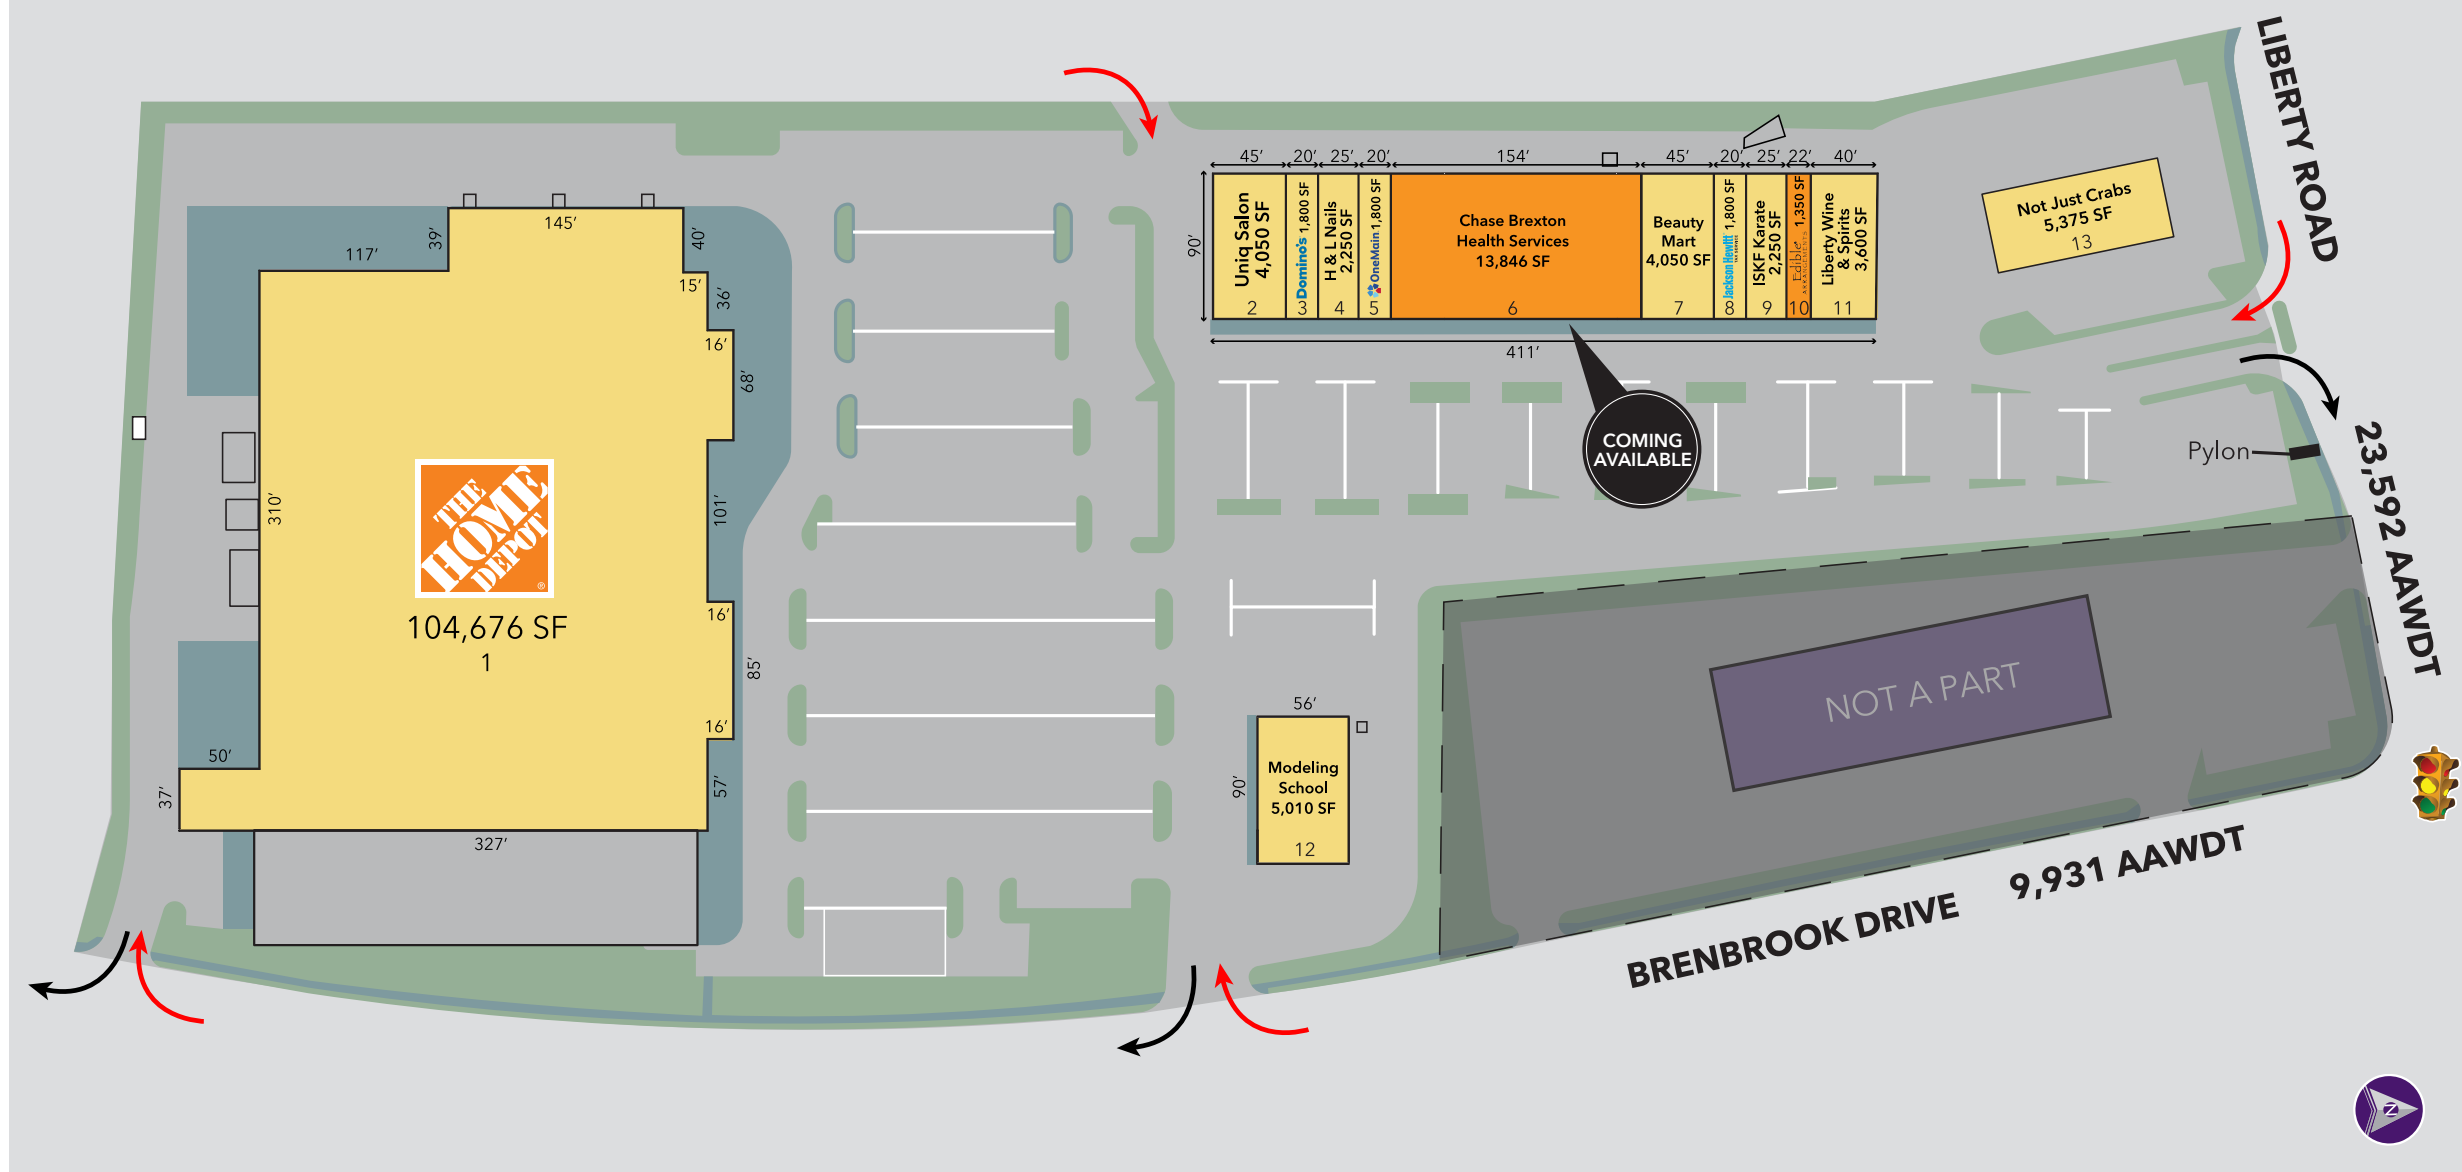 LIBERTY ROAD
45’ 20’ 25’ 20’ 154’ 45’ 20’ 25’ 22’ 40’
90’
Uniq Salon
4,050 SF
2
Domino's 1,800 SF
3
H & L Nails
2,250 SF
4
OneMain 1,800 SF
5
Chase Brexton
Health Services
13,846 SF
6
Beauty
Mart
4,050 SF
7
Jackson Hewitt 1,800 SF
8
ISKF Karate
2,250 SF
9
Edible 1,350 SF
ARRANGEMENTS
10
Liberty Wine
& Spirits
3,600 SF
11
411’
COMING
AVAILABLE
Not Just Crabs
5,375 SF
13
145’
39’
117’
40’
15’
36’
16’
68’
101’
310’
16’
85’
16’
57’
50’
37’
327’
THE
HOME
DEPOT
®
104,676 SF
1
Pylon
23,592 AAWDT
NOT A PART
56’
90’
Modeling
School
5,010 SF
12
BRENBROOK DRIVE 9,931 AAWDT
N